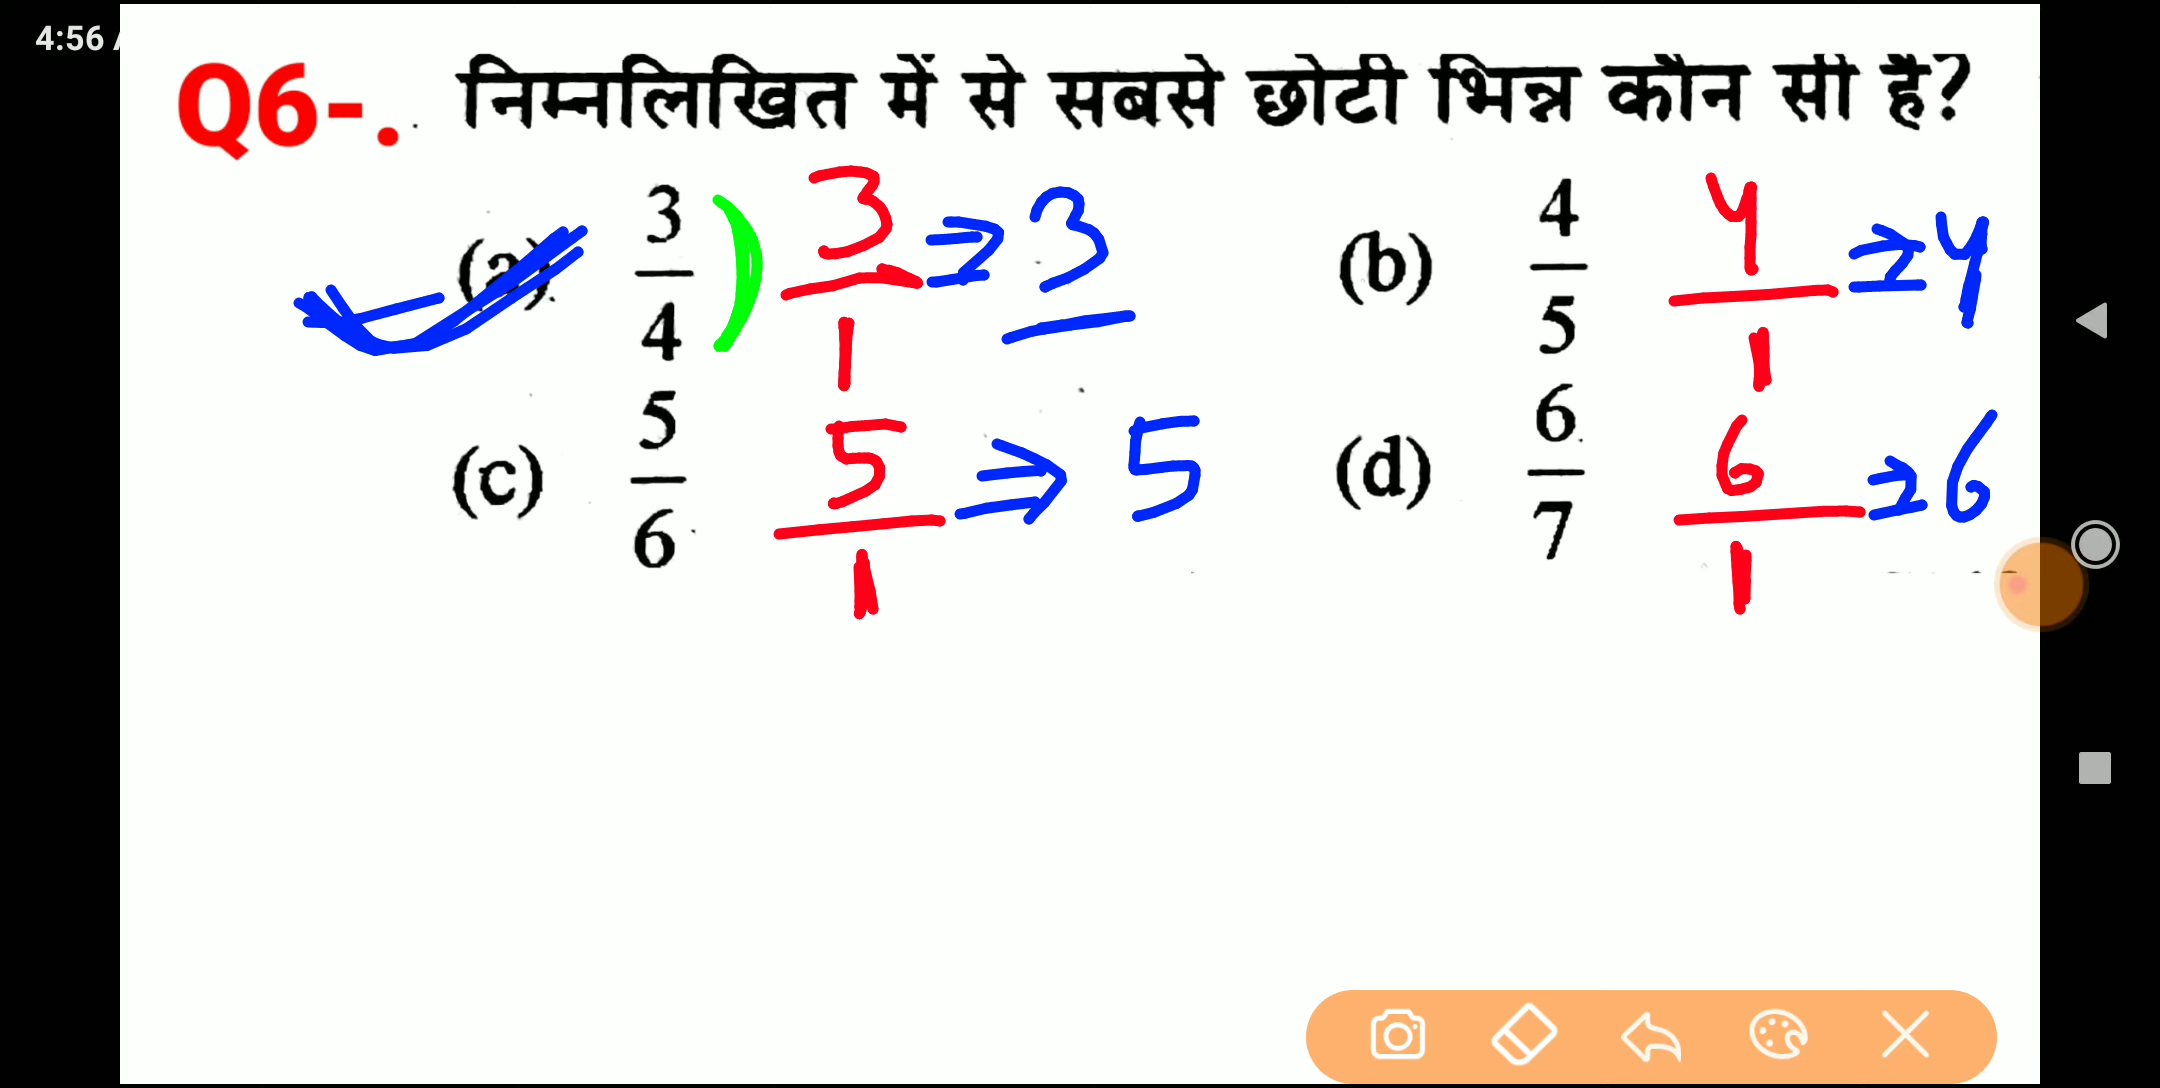 4:56
Q6-. निम्नलिखित में से सबसे छोटी भिन्न कौन सी है?
(a) 3/4 ) 3/1 ⇒ 3 (b) 4/5 4/1 ⇒ 4
(c) 5/6 5/1 ⇒ 5 (d) 6/7 6/1 ⇒ 6